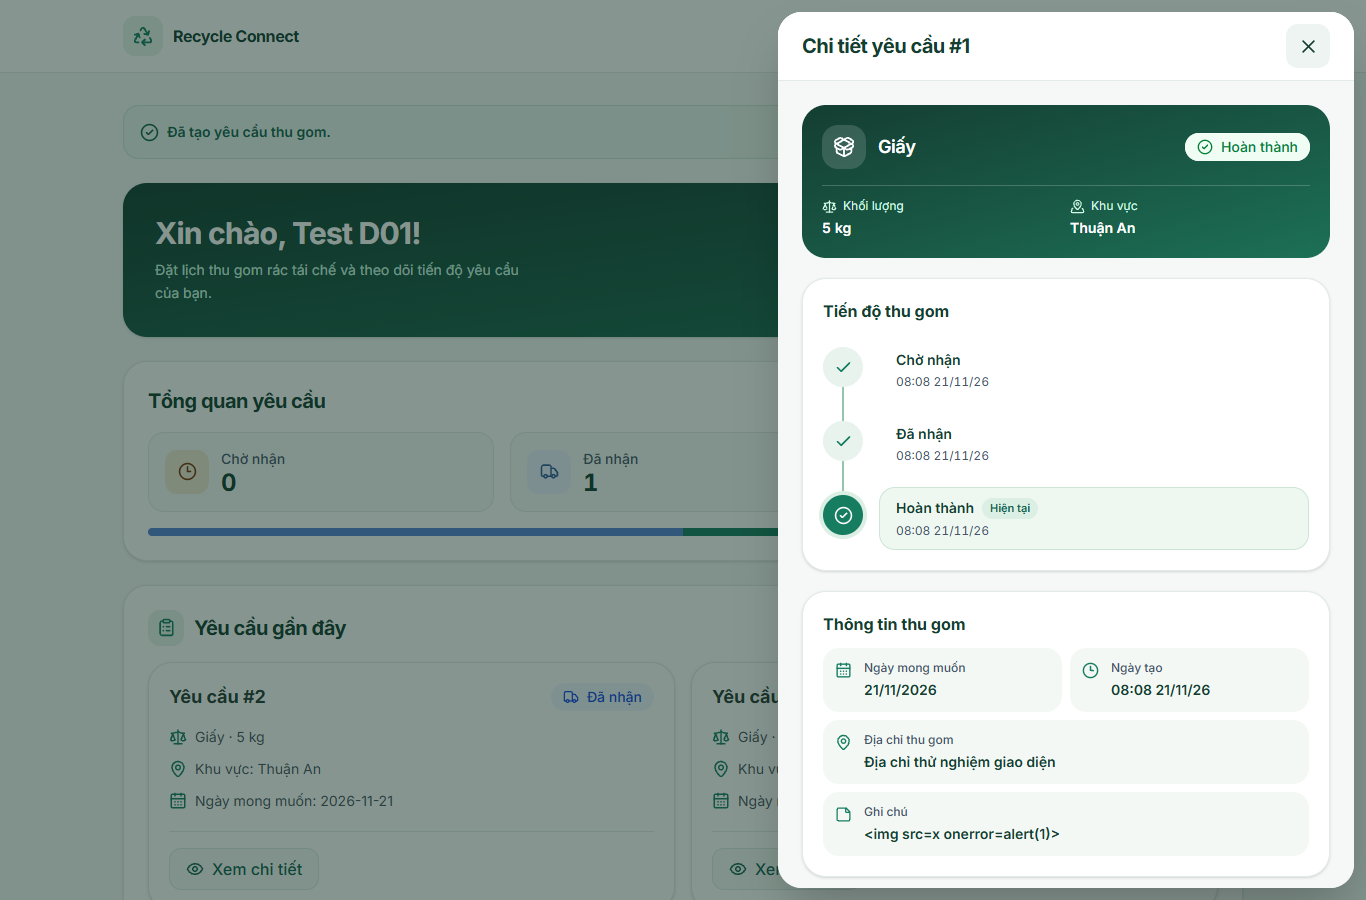 Recycle Connect
Đã tạo yêu cầu thu gom.
Xin chào, Test D01!
Đặt lịch thu gom rác tái chế và theo dõi tiến độ yêu cầu
của bạn.
Tổng quan yêu cầu
Chờ nhận
0
Đã nhận
1
Yêu cầu gần đây
Yêu cầu #2
Đã nhận
Giấy · 5 kg
Khu vực: Thuận An
Ngày mong muốn: 2026-11-21
Xem chi tiết
Yêu cầu
Giấy ·
Khu
Ngày
Chi tiết yêu cầu #1
Giấy
Hoàn thành
Khối lượng
5 kg
Khu vực
Thuận An
Tiến độ thu gom
Chờ nhận
08:08 21/11/26
Đã nhận
08:08 21/11/26
Hoàn thành
Hiện tại
08:08 21/11/26
Thông tin thu gom
Ngày mong muốn
21/11/2026
Ngày tạo
08:08 21/11/26
Địa chỉ thu gom
Địa chỉ thử nghiệm giao diện
Ghi chú
&lt;img src=x onerror=alert(1)&gt;